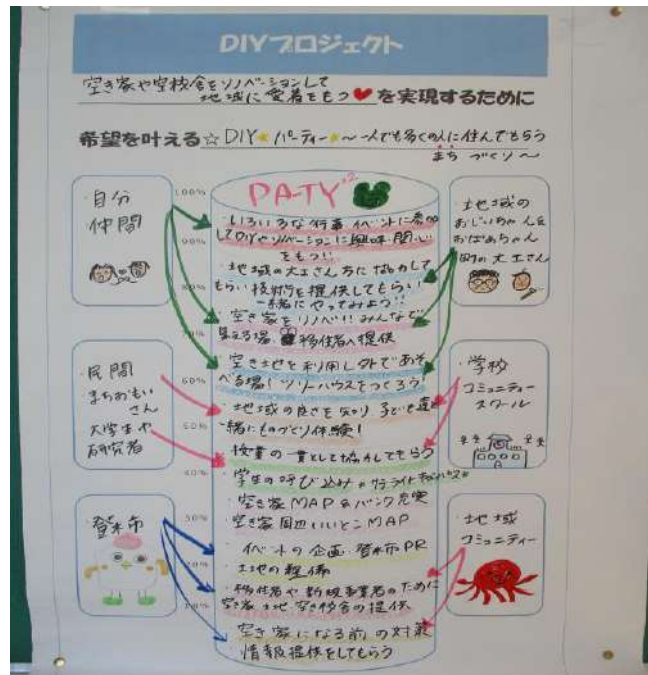 DIYプロジェクト
空き家や空校舎をリノベーションして
地域に愛着をもつ❤を実現するために
希望を叶える☆DIY★パーティー★～一人でも多くの人に住んでもらう
まちづくり～
・自分
仲間
・民間
まちおもい
さん
大学生や
研究者
・登米市
100%
90%
80%
70%
60%
50%
40%
30%
20%
10%
PA-TY
・いろいろな行事・イベントに参加
してDIYやリノベーションに興味・関心
をもつ!!
・地域の大工さん方に協力して
もらい技術を提供してもらい
一緒にやってみよう!!
・空き家をリノベ!!みんなで
集える場、移住者へ提供
・空き地を利用し外であそ
べる場!ツリーハウスをつくろう!
・地域の良さを知り子ども達
一緒にものづくり体験!
・授業の一貫として協力してもらう
・学生の呼び込み
・空き家MAP&バンク充実
・空き家周辺いいとこMAP
・イベントの企画・登米市PR
・土地の整備
・移住者や新規事業者のために
空き家・土地・空き校舎の提供
・空き家になる前の対策
・情報提供をしてもらう
・地域の
おじいちゃん&
おばあちゃん
町の大工さん
・学校
コミュニティー
スクール
・地域
コミュニティー